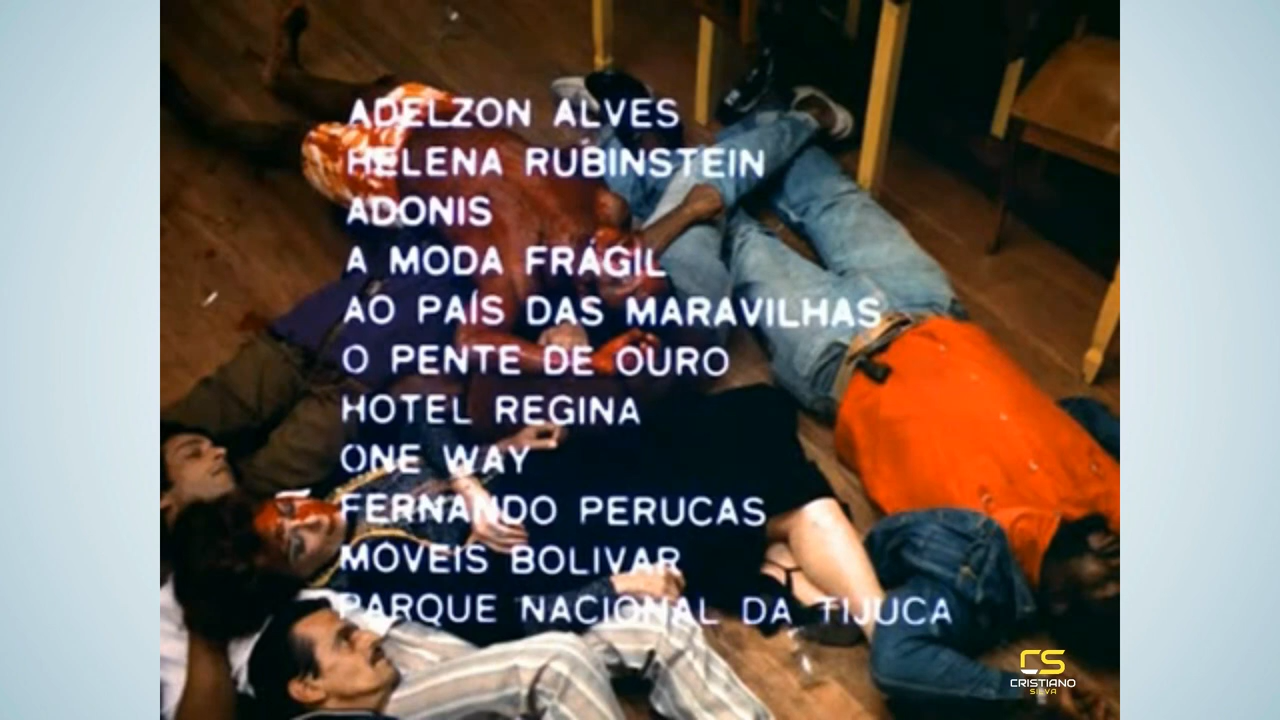 ADELZON ALVES
HELENA RUBINSTEIN
ADONIS
A MODA FRÁGIL
AO PAÍS DAS MARAVILHAS
O PENTE DE OURO
HOTEL REGINA
ONE WAY
FERNANDO PERUCAS
MÓVEIS BOLIVAR
PARQUE NACIONAL DA TIJUCA
CS
CRISTIANO
SILVA